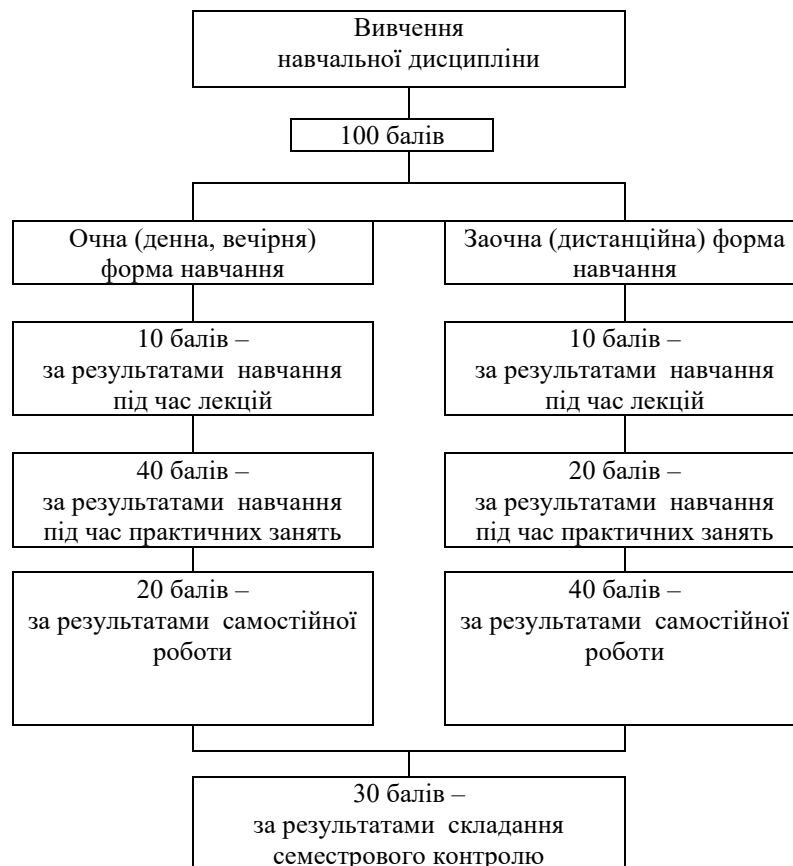 Вивчення
навчальної дисципліни
100 балів
Очна (денна, вечірня)
форма навчання
Заочна (дистанційна) форма
навчання
10 балів –
за результатами навчання
під час лекцій
10 балів –
за результатами навчання
під час лекцій
40 балів –
за результатами навчання
під час практичних занять
20 балів –
за результатами навчання
під час практичних занять
20 балів –
за результатами самостійної
роботи
40 балів –
за результатами самостійної
роботи
30 балів –
за результатами складання
семестрового контролю